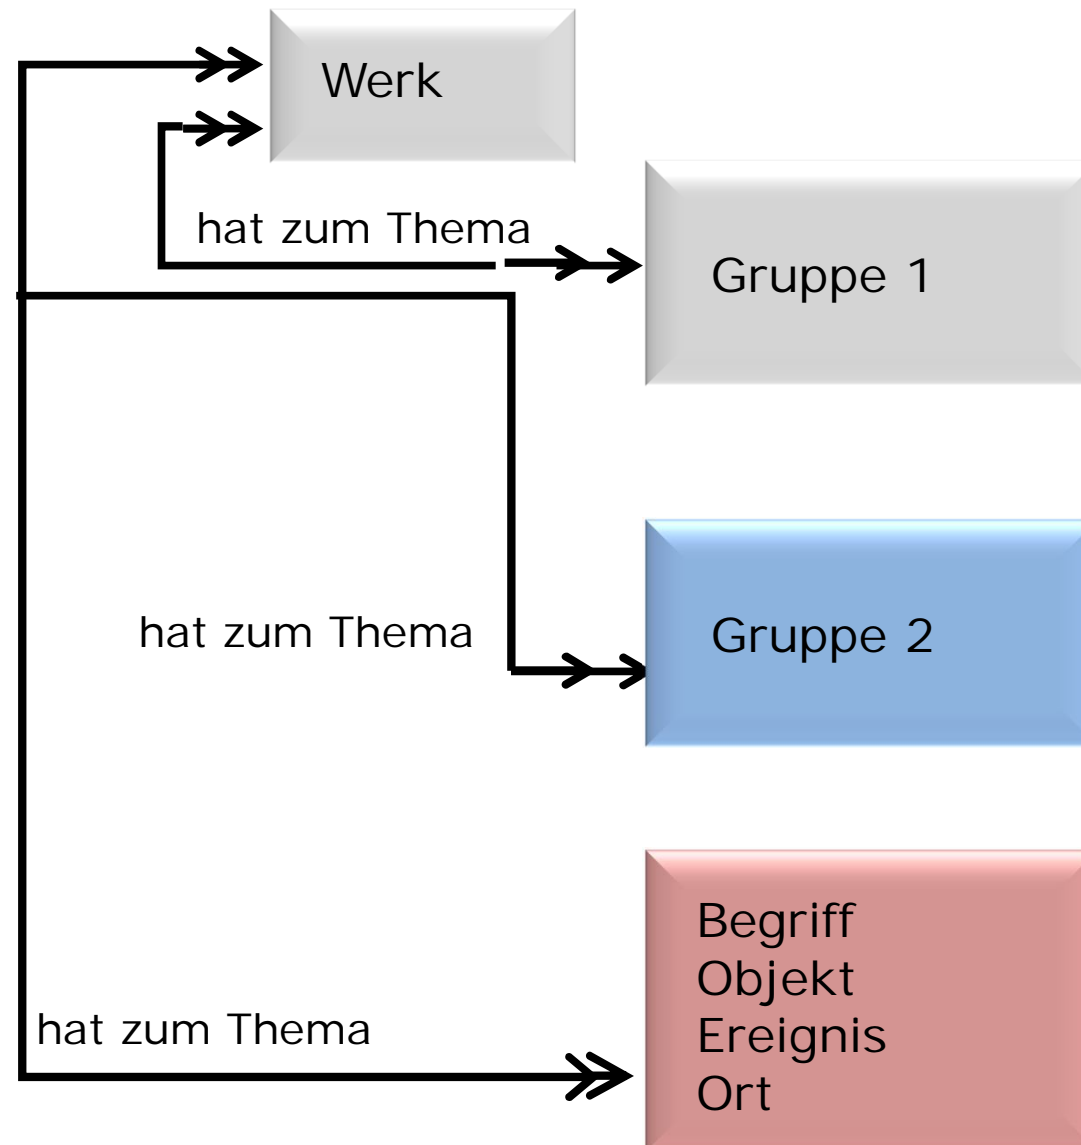 Werk
hat zum Thema
Gruppe 1
hat zum Thema
Gruppe 2
Begriff
Objekt
Ereignis
Ort
hat zum Thema